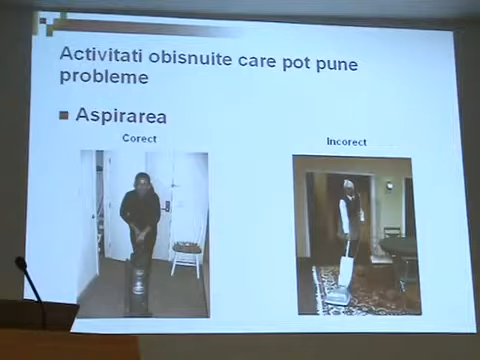 Activitati obisnuite care pot pune
probleme
Aspirarea
Corect
Incorect